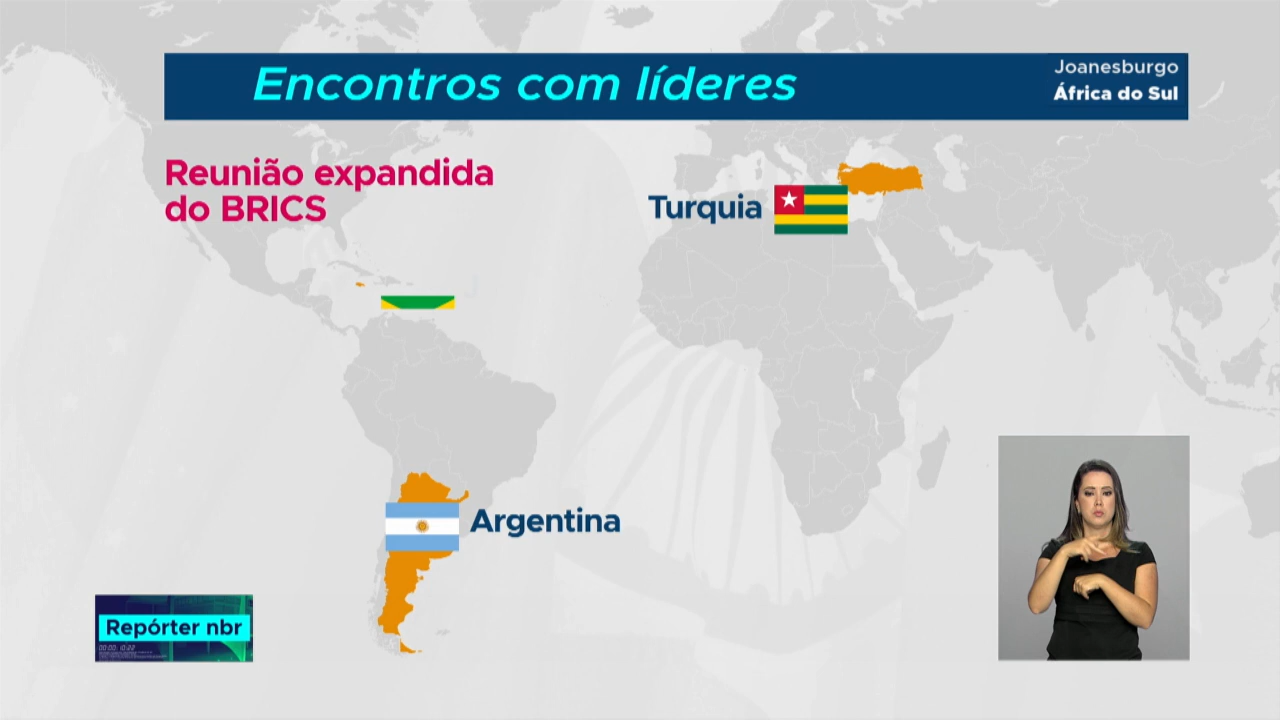 Encontros com líderes
Joanesburgo
África do Sul
Reunião expandida
do BRICS
Turquia
Argentina
Repórter nbr